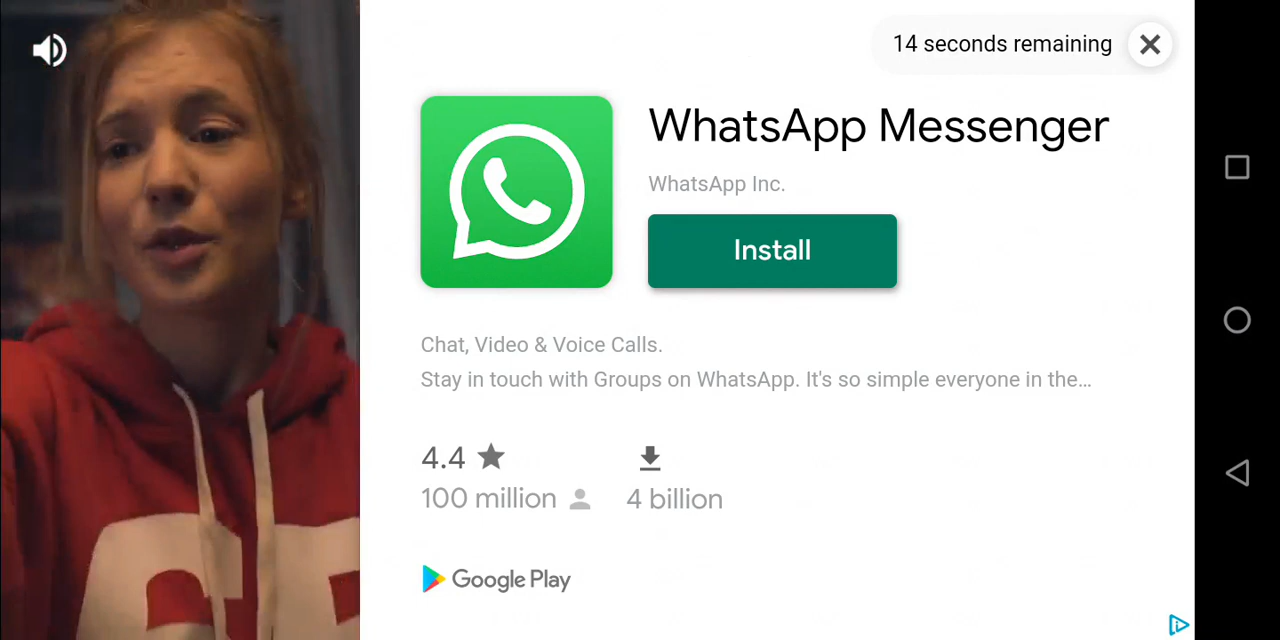 14 seconds remaining
WhatsApp Messenger
WhatsApp Inc.
Install
Chat, Video & Voice Calls.
Stay in touch with Groups on WhatsApp. It's so simple everyone in the...
4.4
100 million
4 billion
Google Play